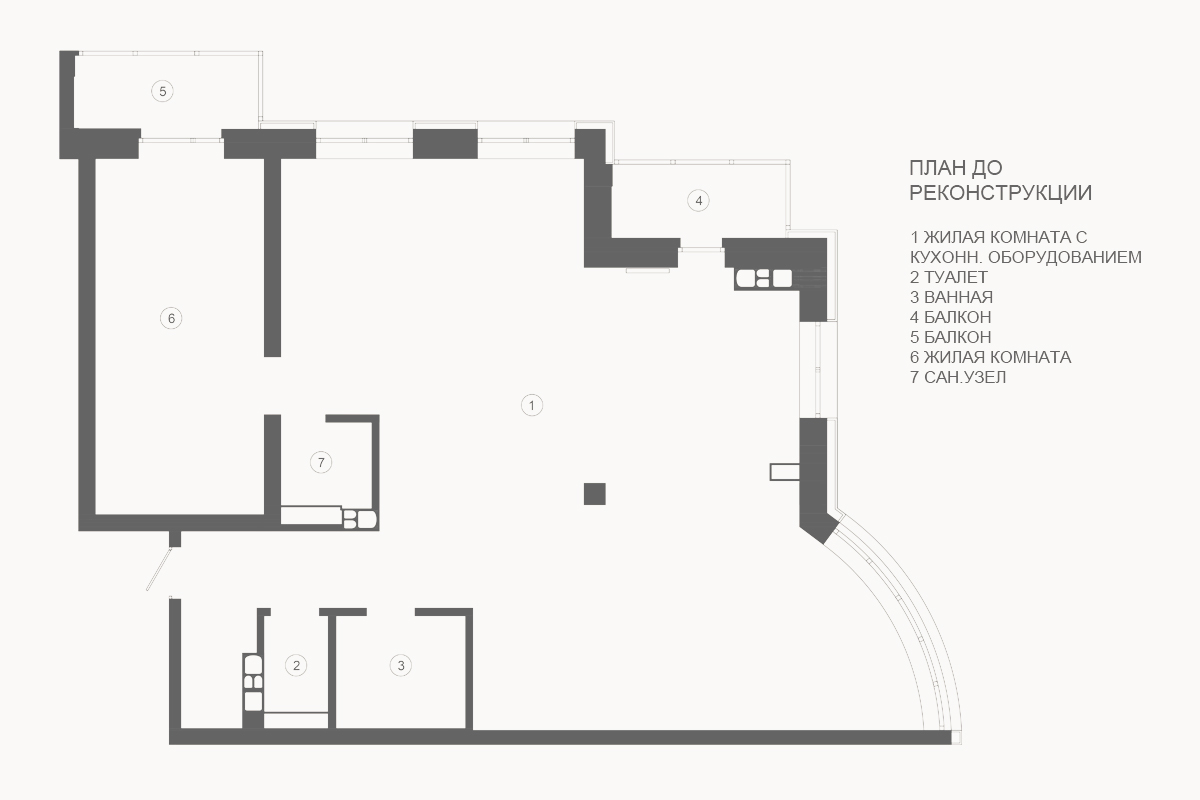 5
ПЛАН ДО
РЕКОНСТРУКЦИИ
4
1 ЖИЛАЯ КОМНАТА С
КУХОНН. ОБОРУДОВАНИЕМ
2 ТУАЛЕТ
3 ВАННАЯ
4 БАЛКОН
5 БАЛКОН
6 ЖИЛАЯ КОМНАТА
7 САН.УЗЕЛ
6
1
7
2
3